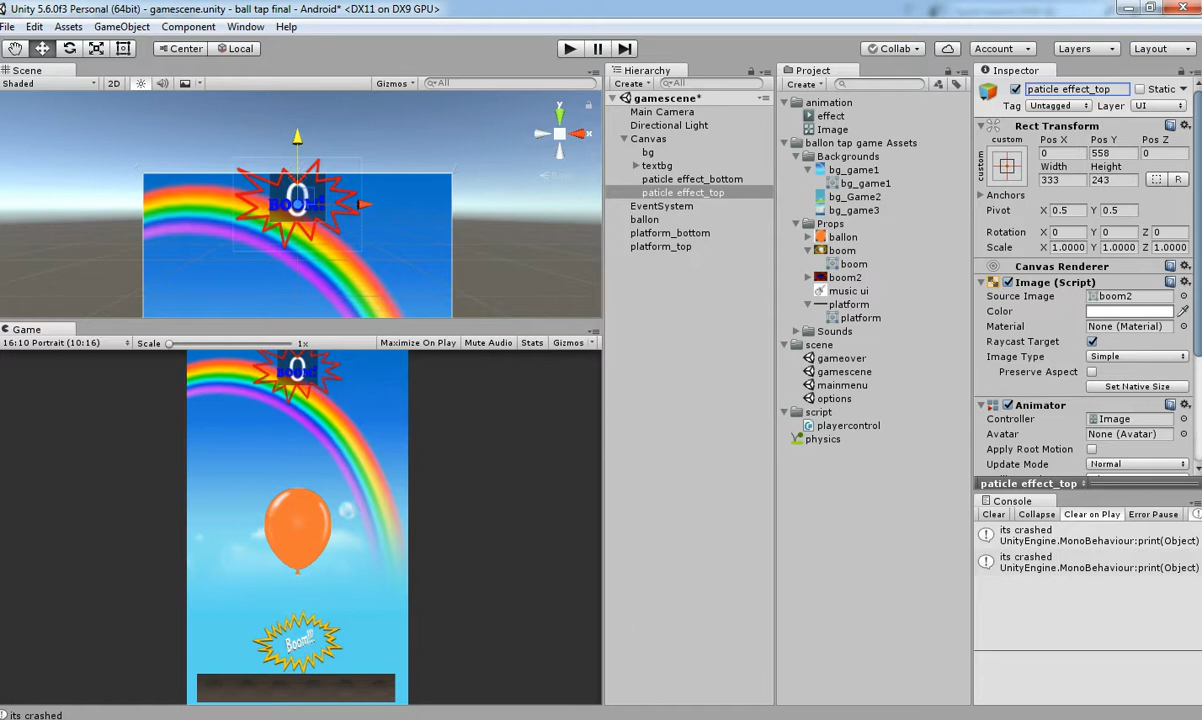 Unity 5.6.0f3 Personal (64bit) - gamescene.unity - ball tap final - Android* <DX11 on DX9 GPU>
File Edit Assets GameObject Component Window Help
Center Local Collab Account Layers Layout
Scene
Shaded 2D Gizmos All
y
x
BOOM!
0
Game
16:10 Portrait (10:16) Scale 1x Maximize On Play Mute Audio Stats Gizmos
BOOM!
0
Boom!!!
Hierarchy
Create All
gamescene*
Main Camera
Directional Light
Canvas
bg
textbg
paticle effect_bottom
paticle effect_top
EventSystem
ballon
platform_bottom
platform_top
Project
Create
animation
effect
Image
ballon tap game Assets
Backgrounds
bg_game1
bg_game1
bg_Game2
bg_game3
Props
ballon
boom
boom
boom2
music ui
platform
platform
Sounds
scene
gameover
gamescene
mainmenu
options
script
playercontrol
physics
Inspector
paticle effect_top Static
Tag Untagged Layer UI
Rect Transform
custom Pos X Pos Y Pos Z
custom 0 558 0
Width Height
333 243 R
Anchors
Pivot X 0.5 Y 0.5
Rotation X 0 Y 0 Z 0
Scale X 1.0000 Y 1.0000 Z 1.0000
Canvas Renderer
Image (Script)
Source Image boom2
Color
Material None (Material)
Raycast Target
Image Type Simple
Preserve Aspect
Set Native Size
Animator
Controller Image
Avatar None (Avatar)
Apply Root Motion
Update Mode Normal
paticle effect_top
Console
Clear Collapse Clear on Play Error Pause
its crashed
UnityEngine.MonoBehaviour:print(Object)
its crashed
UnityEngine.MonoBehaviour:print(Object)
its crashed